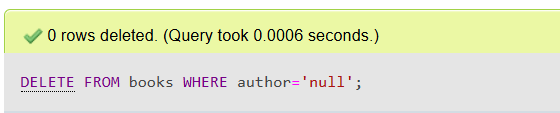 0 rows deleted. (Query took 0.0006 seconds.)
DELETE FROM books WHERE author='null';